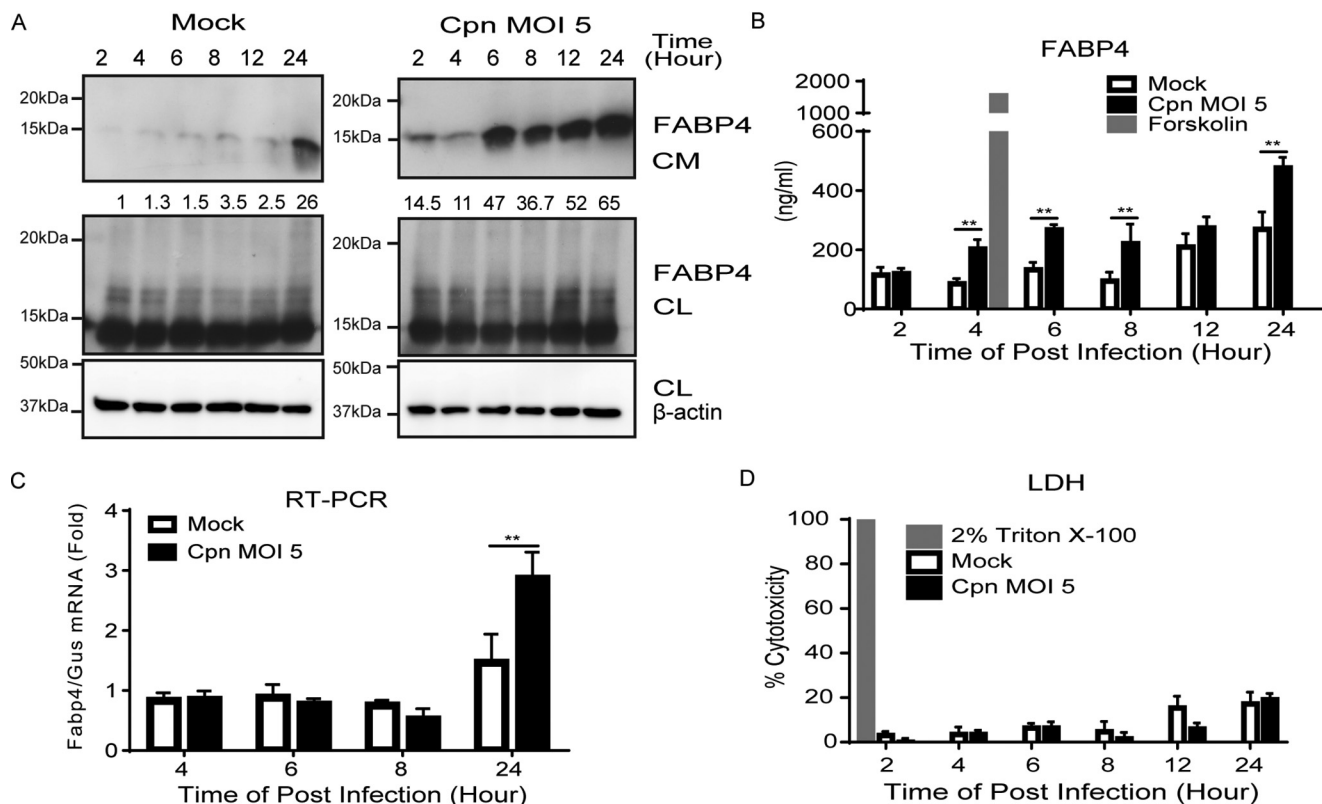 A
Mock
Cpn MOI 5
Time
(Hour)
2 4 6 8 12 24
2 4 6 8 12 24
20kDa
15kDa
20kDa
15kDa
FABP4
CM
1 1.3 1.5 3.5 2.5 26
14.5 11 47 36.7 52 65
20kDa
15kDa
20kDa
15kDa
FABP4
CL
50kDa
37kDa
50kDa
37kDa
CL
β-actin
B
FABP4
Mock
Cpn MOI 5
Forskolin
(ng/ml)
2000
1000
600
400
200
0
** ** ** **
2 4 6 8 12 24
Time of Post Infection (Hour)
C
RT-PCR
Mock
Cpn MOI 5
Fabp4/Gus mRNA (Fold)
4
3
2
1
0
**
4 6 8 24
Time of Post Infection (Hour)
D
LDH
2% Triton X-100
Mock
Cpn MOI 5
% Cytotoxicity
100
80
60
40
20
0
2 4 6 8 12 24
Time of Post Infection (Hour)